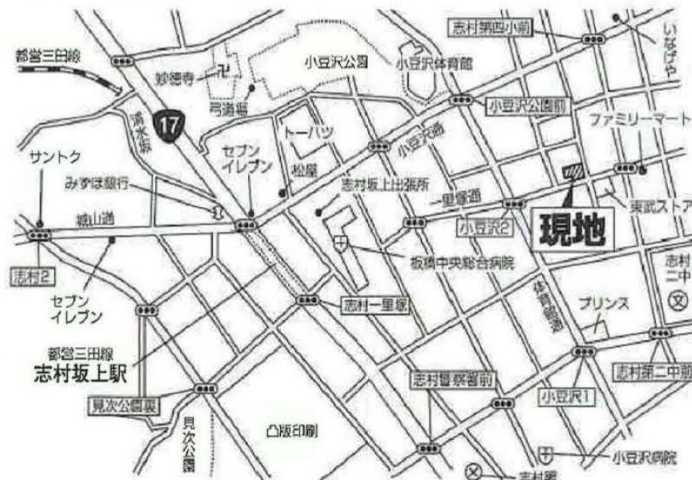 志村第四小前
いなげや
都営三田線
妙徳寺
小豆沢公園
小豆沢体育館
弓道場
小豆沢公園前
17
清水坂
トーハツ
ファミリーマート
サントク
セブン
イレブン
松屋
小豆沢通
みずほ銀行
志村坂上出張所
一里塚通
東武ストア
城山通
小豆沢2
現地
志村2
板橋中央総合病院
志村
二中
文
セブン
イレブン
志村一里塚
体育館通
プリンス
都営三田線
志村坂上駅
志村警察署前
小豆沢1
志村第二中前
見次公園裏
見次公園
凸版印刷
小豆沢病院
志村署